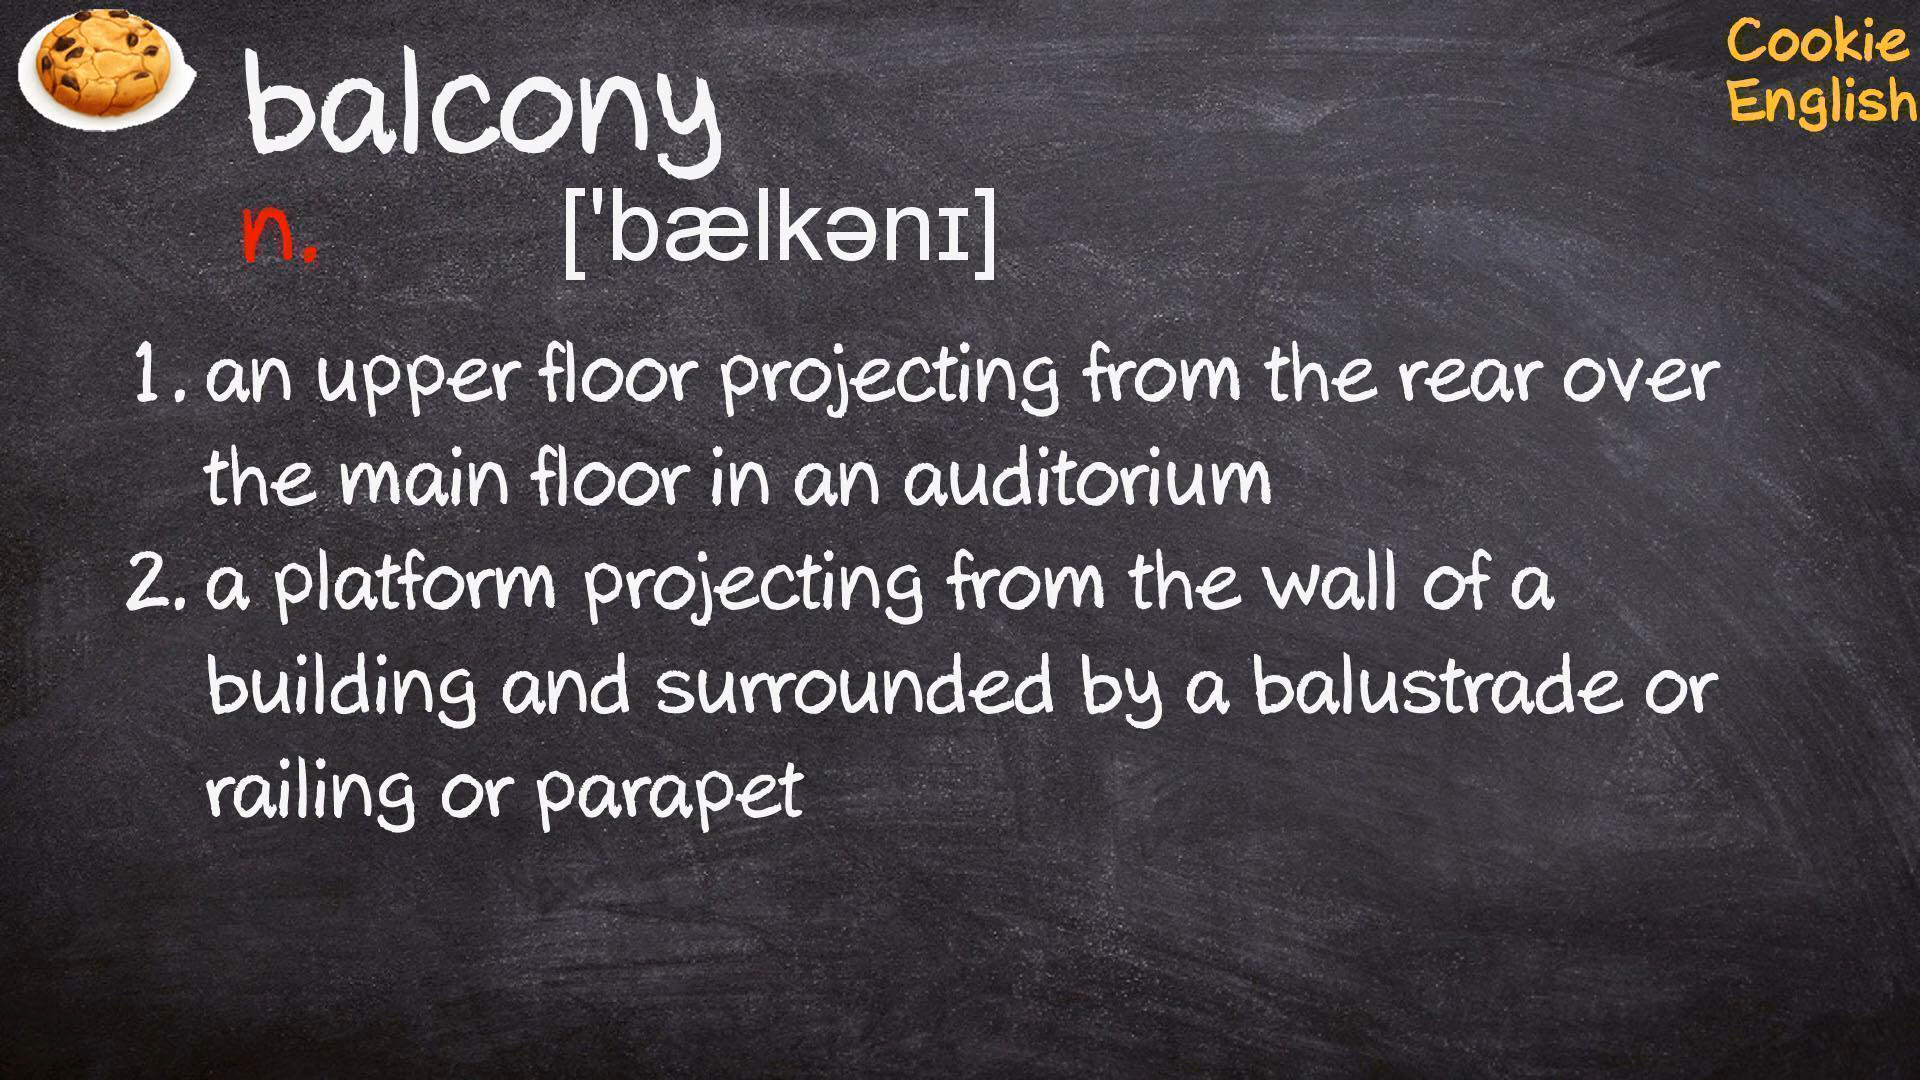 balcony
Cookie
English
n. ['bælkənɪ]
1. an upper floor projecting from the rear over
the main floor in an auditorium
2. a platform projecting from the wall of a
building and surrounded by a balustrade or
railing or parapet